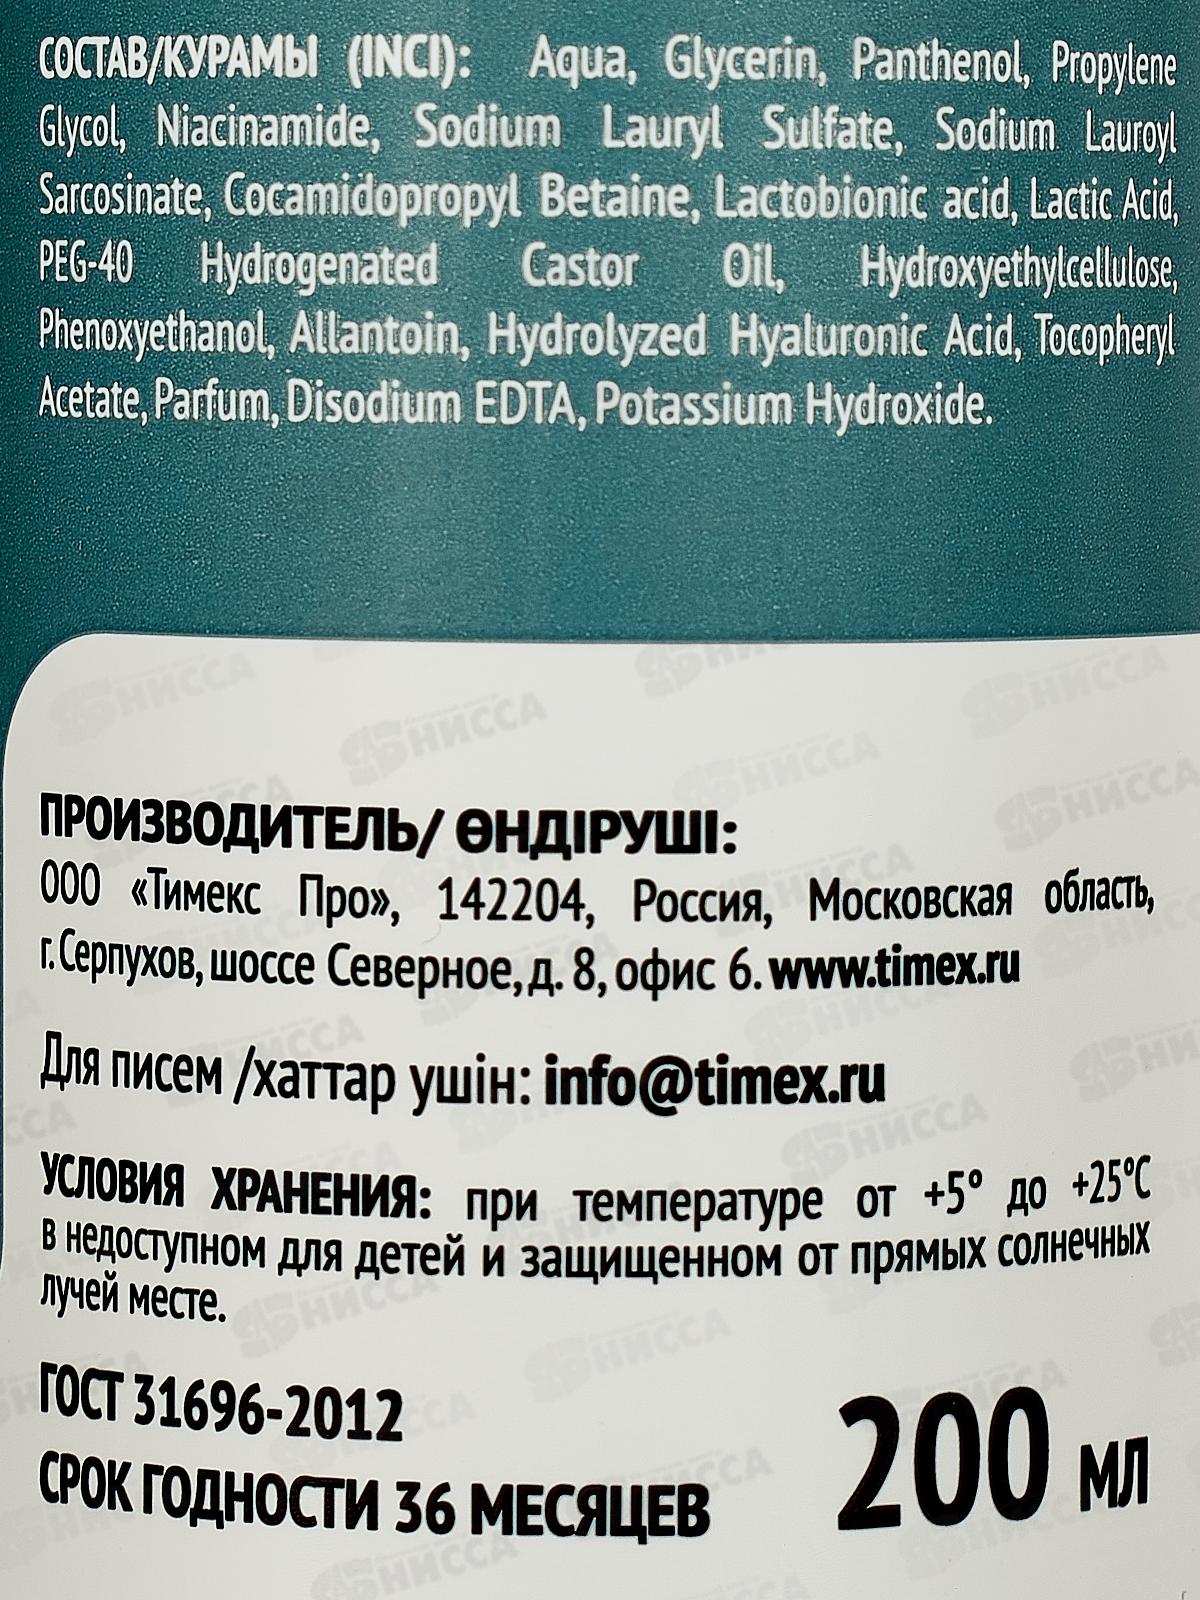 СОСТАВ/КУРАМЫ (INCI): Aqua, Glycerin, Panthenol, Propylene
Glycol, Niacinamide, Sodium Lauryl Sulfate, Sodium Lauroyl
Sarcosinate, Cocamidopropyl Betaine, Lactobionic acid, Lactic Acid,
PEG-40 Hydrogenated Castor Oil, Hydroxyethylcellulose,
Phenoxyethanol, Allantoin, Hydrolyzed Hyaluronic Acid, Tocopheryl
Acetate, Parfum, Disodium EDTA, Potassium Hydroxide.
ПРОИЗВОДИТЕЛЬ/ ӨНДІРУШІ:
ООО «Тимекс Про», 142204, Россия, Московская область,
г. Серпухов, шоссе Северное, д. 8, офис 6. www.timex.ru
Для писем /хаттар үшін: info@timex.ru
УСЛОВИЯ ХРАНЕНИЯ: при температуре от +5° до +25°C
в недоступном для детей и защищенном от прямых солнечных
лучей месте.
ГОСТ 31696-2012
СРОК ГОДНОСТИ 36 МЕСЯЦЕВ
200 мл